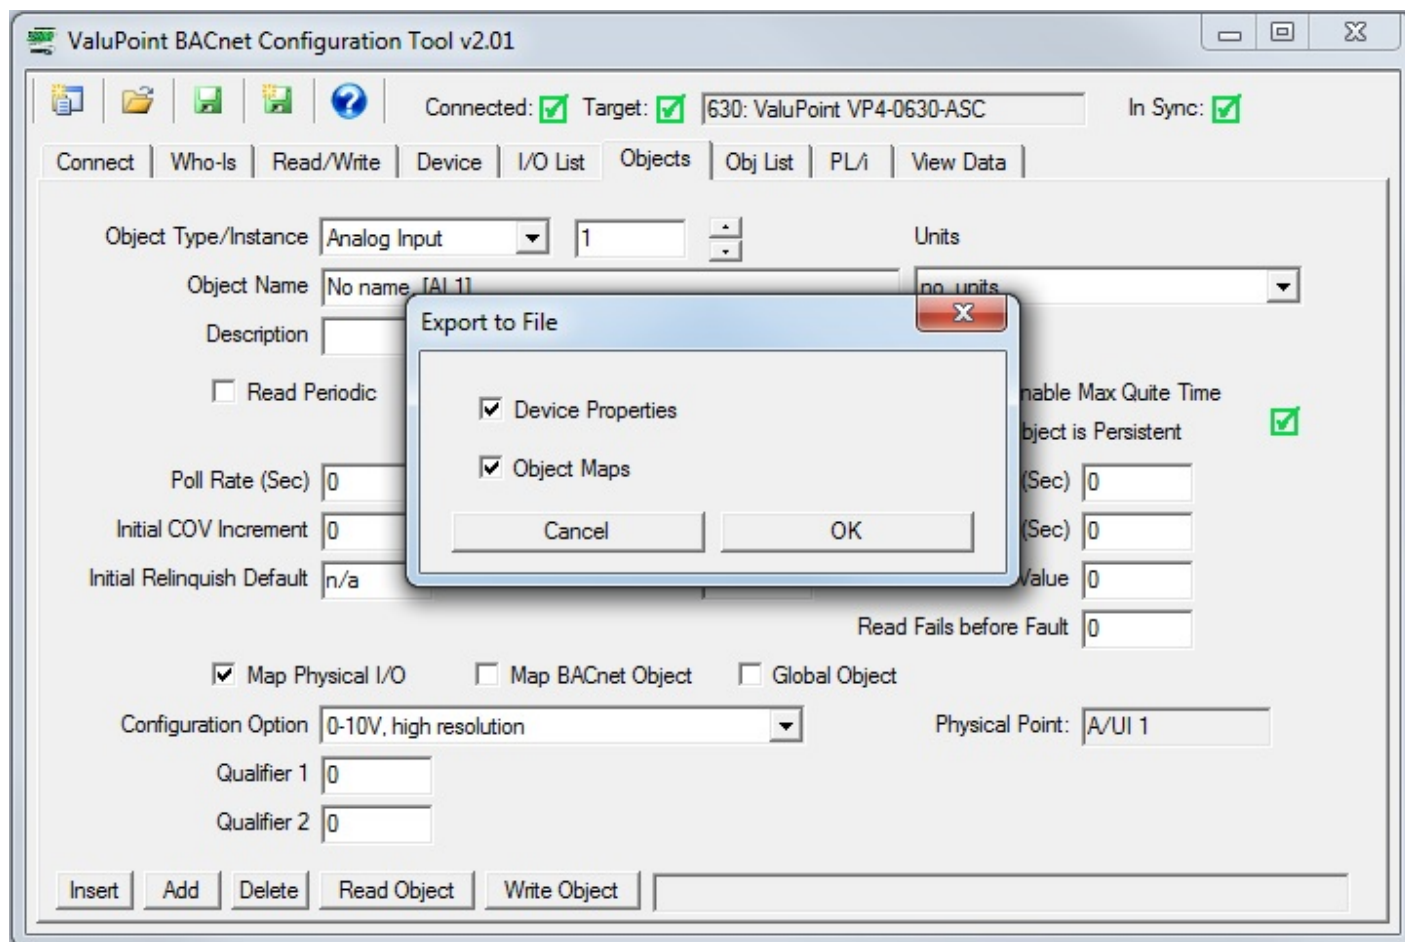 ValuPoint BACnet Configuration Tool v2.01
Connected: Target: 630: ValuPoint VP4-0630-ASC In Sync:
Connect Who-Is Read/Write Device I/O List Objects Obj List PL/i View Data
Object Type/Instance Analog Input 1 Units
Object Name No name. [AI 1] no_units
Export to File
Description
Read Periodic nable Max Quite Time
Device Properties
bject is Persistent
Object Maps
Poll Rate (Sec) 0 (Sec) 0
Initial COV Increment 0 Cancel OK (Sec) 0
Initial Relinquish Default n/a Value 0
Read Fails before Fault 0
Map Physical I/O Map BACnet Object Global Object
Configuration Option 0-10V, high resolution Physical Point: A/UI 1
Qualifier 1 0
Qualifier 2 0
Insert Add Delete Read Object Write Object